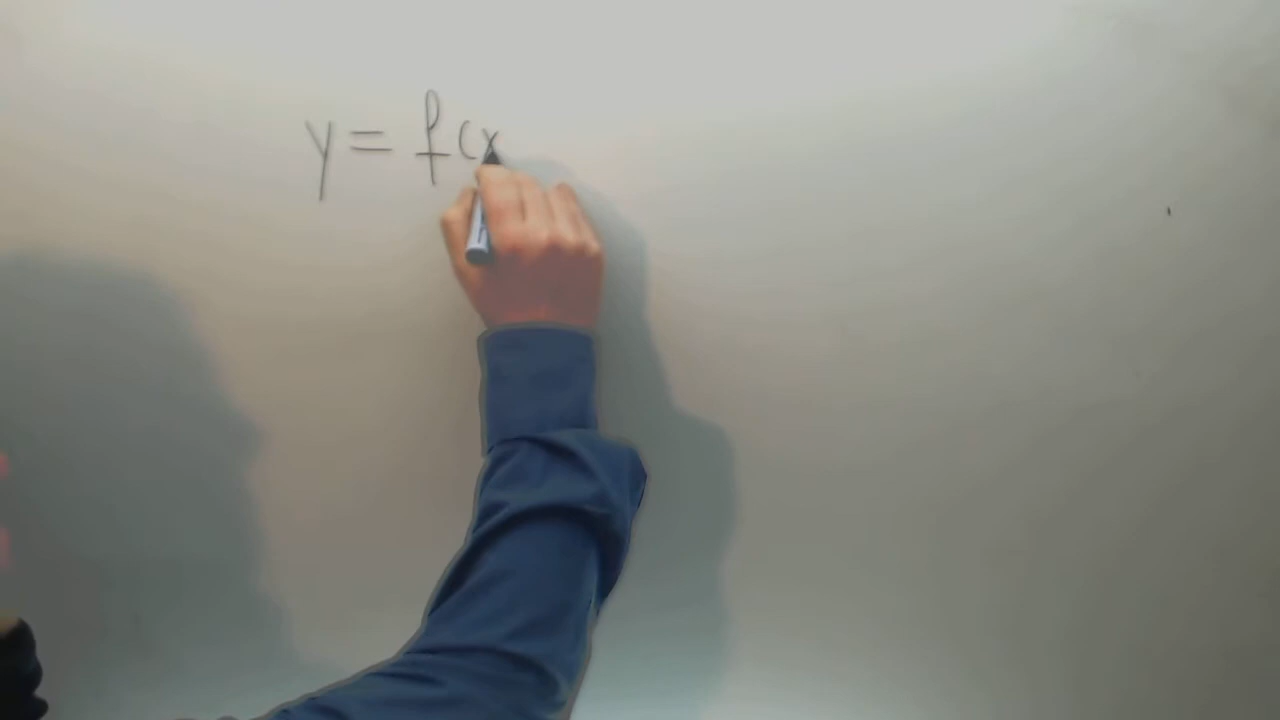 y = f(x